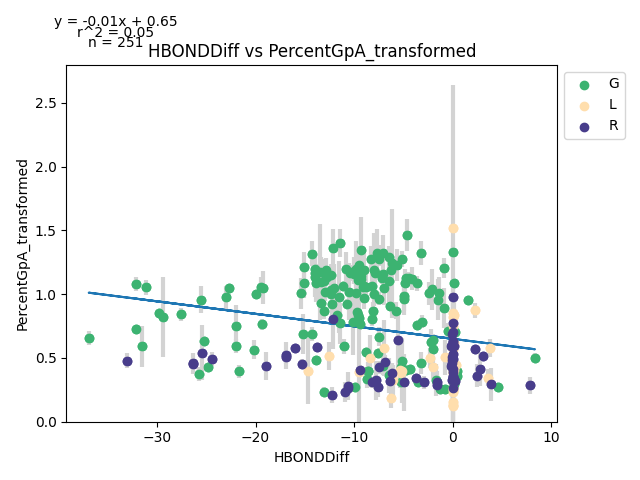 y = -0.01x + 0.65
r^2 = 0.05
n = 251
HBONDDiff vs PercentGpA_transformed
G
L
R
PercentGpA_transformed
2.5
2.0
1.5
1.0
0.5
0.0
−30
−20
−10
0
10
HBONDDiff